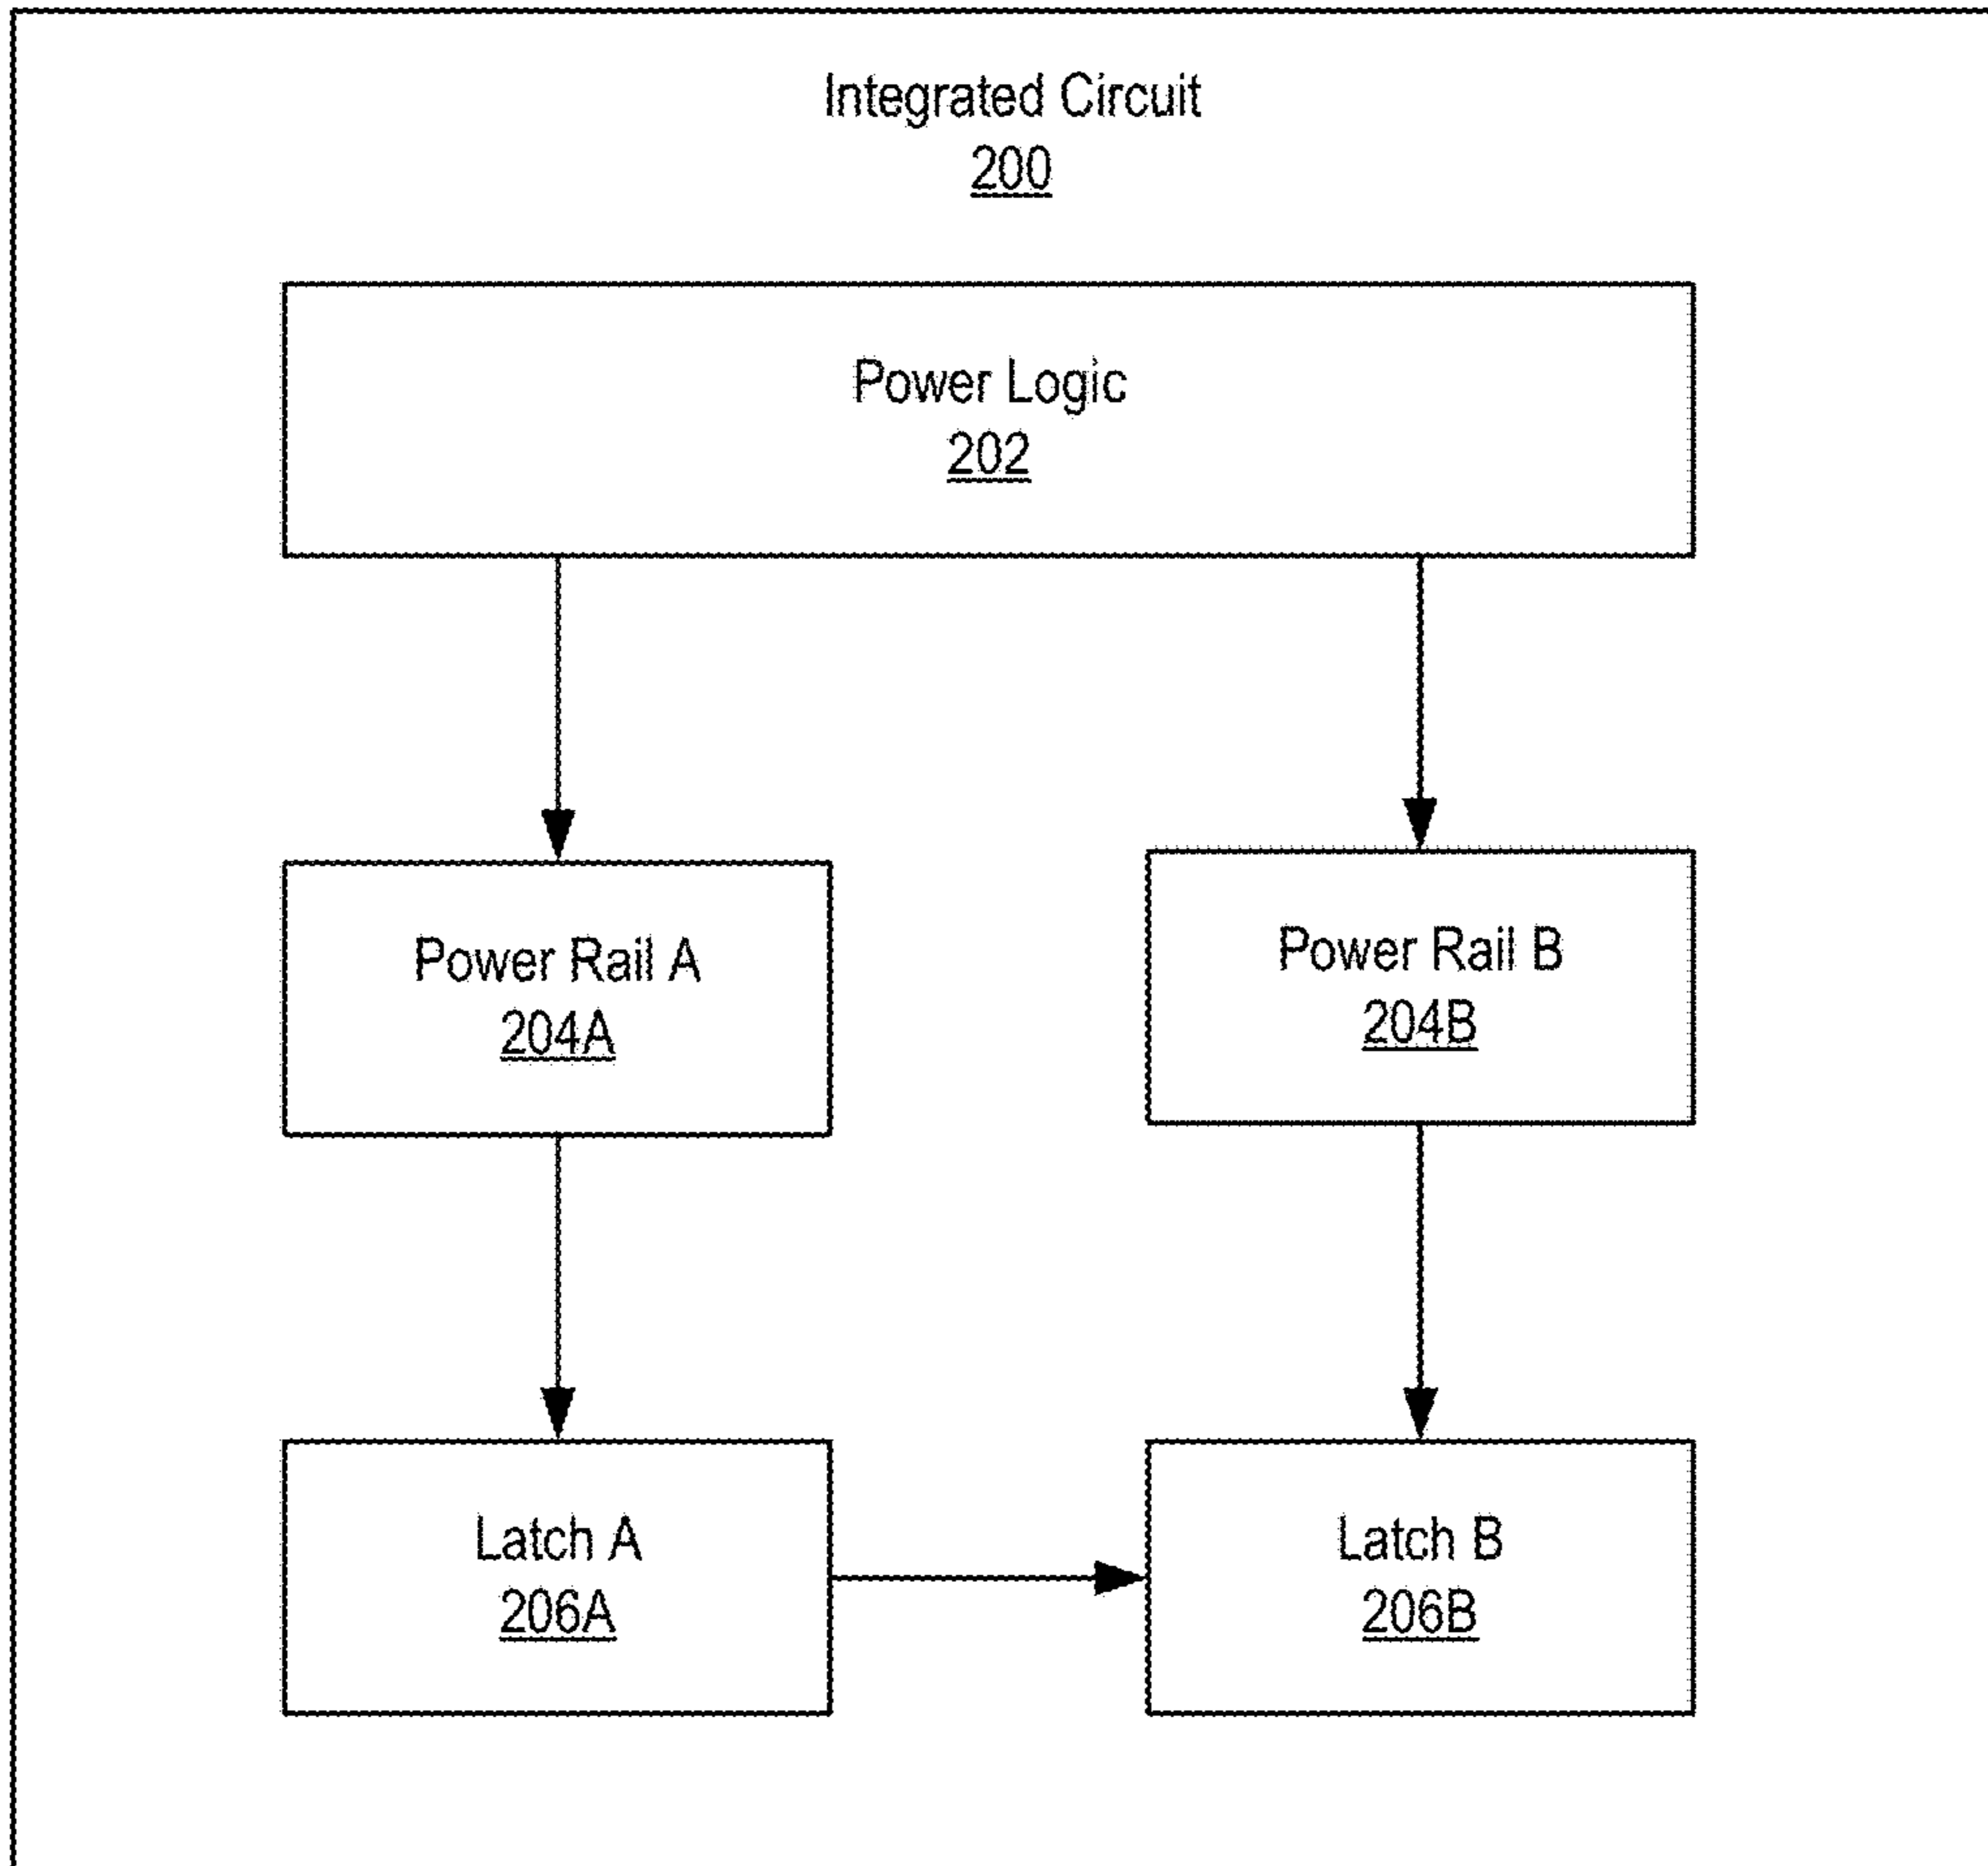 Integrated Circuit
200
Power Logic
202
Power Rail A
204A
Power Rail B
204B
Latch A
206A
Latch B
206B